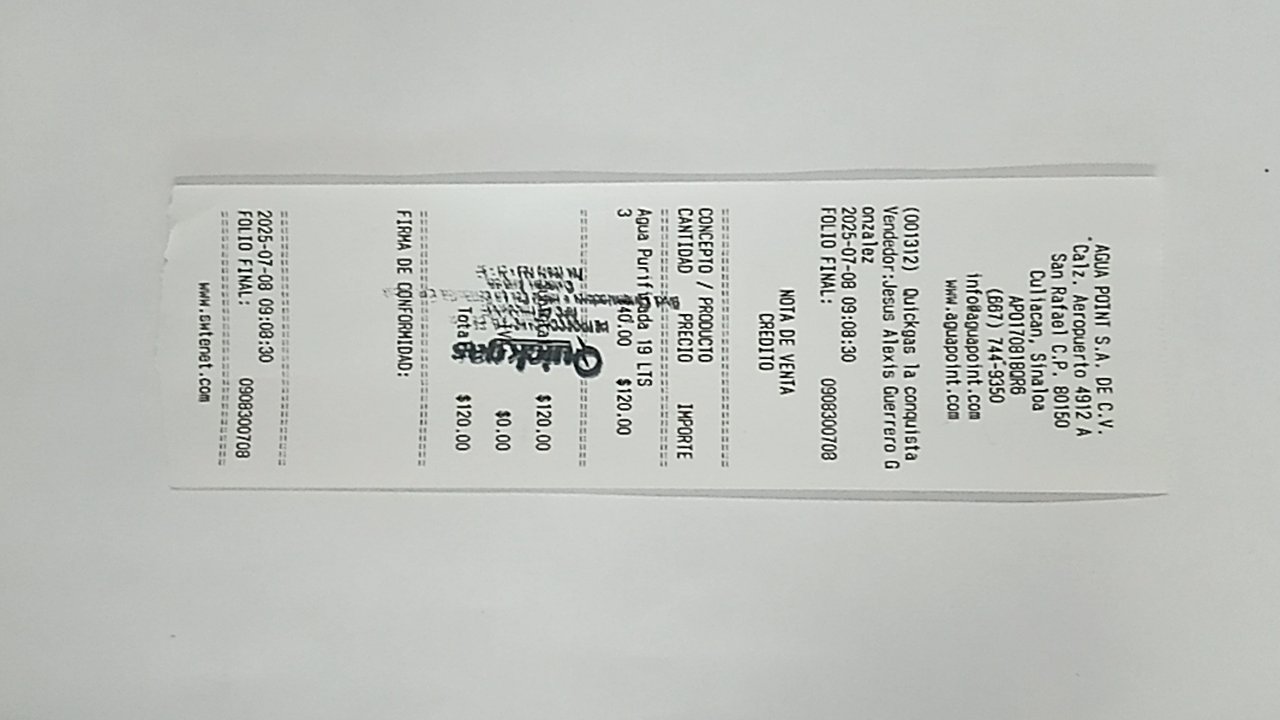 AGUA POINT S.A. DE C.V.
Calz. Aeropuerto 4912 A
San Rafael C.P. 80150
Culiacan, Sinaloa
APO170818QR6
(667) 744-9350
info@aguapoint.com
www.aguapoint.com
(001312) Quickgas la conquista
Vendedor:Jesus Alexis Guerrero G
onzalez
2025-07-08 09:08:30
FOLIO FINAL: 0908300708
NOTA DE VENTA
CREDITO
================================
CONCEPTO / PRODUCTO
CANTIDAD PRECIO IMPORTE
================================
Agua Purificada 19 LTS
3 $40.00 $120.00
================================
Quickgas
$120.00
$0.00
Total $120.00
================================
FIRMA DE CONFORMIDAD:
================================
2025-07-08 09:08:30
FOLIO FINAL: 0908300708
================================
www.swtenet.com